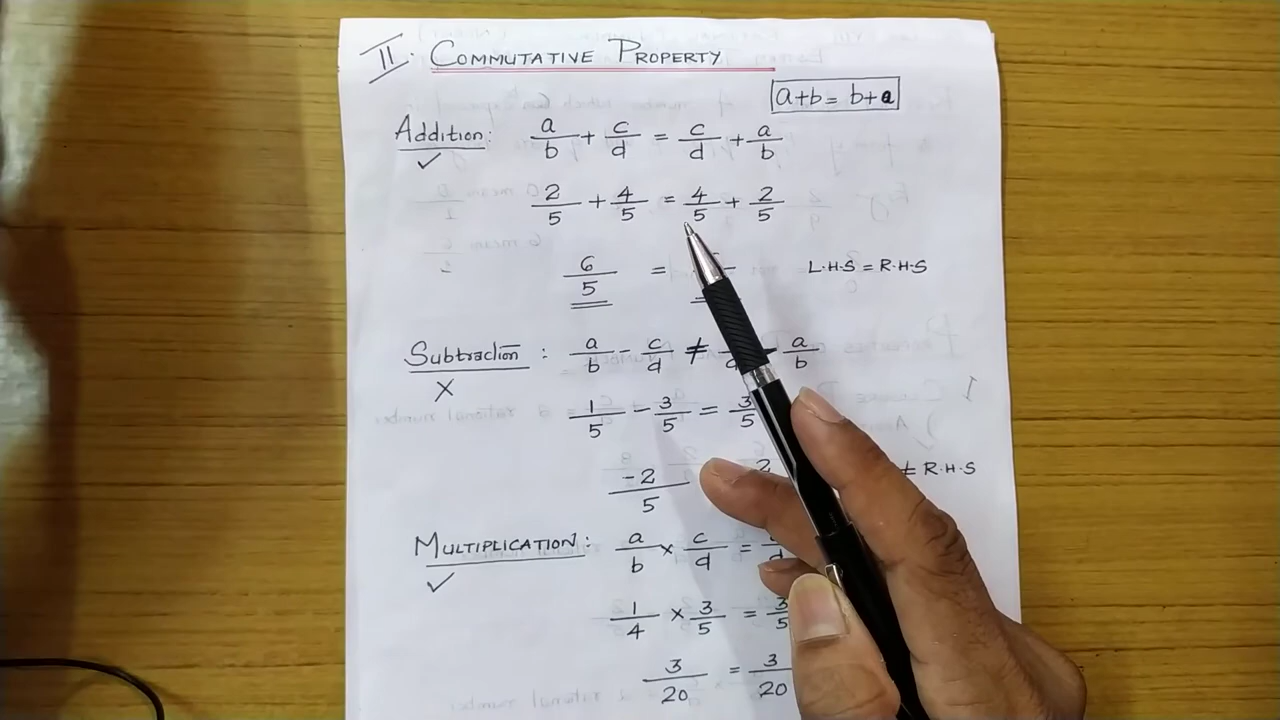 II. COMMUTATIVE PROPERTY
a+b = b+a
Addition: a/b + c/d = c/d + a/b
✓
2/5 + 4/5 = 4/5 + 2/5
6/5 = L.H.S = R.H.S
Subtraction: a/b - c/d ≠ a/b
X
1/5 - 3/5 = 3/5
-2/5 2 ≠ R.H.S
MULTIPLICATION: a/b × c/d =
✓
1/4 × 3/5 = 3/5
3/20 = 3/20